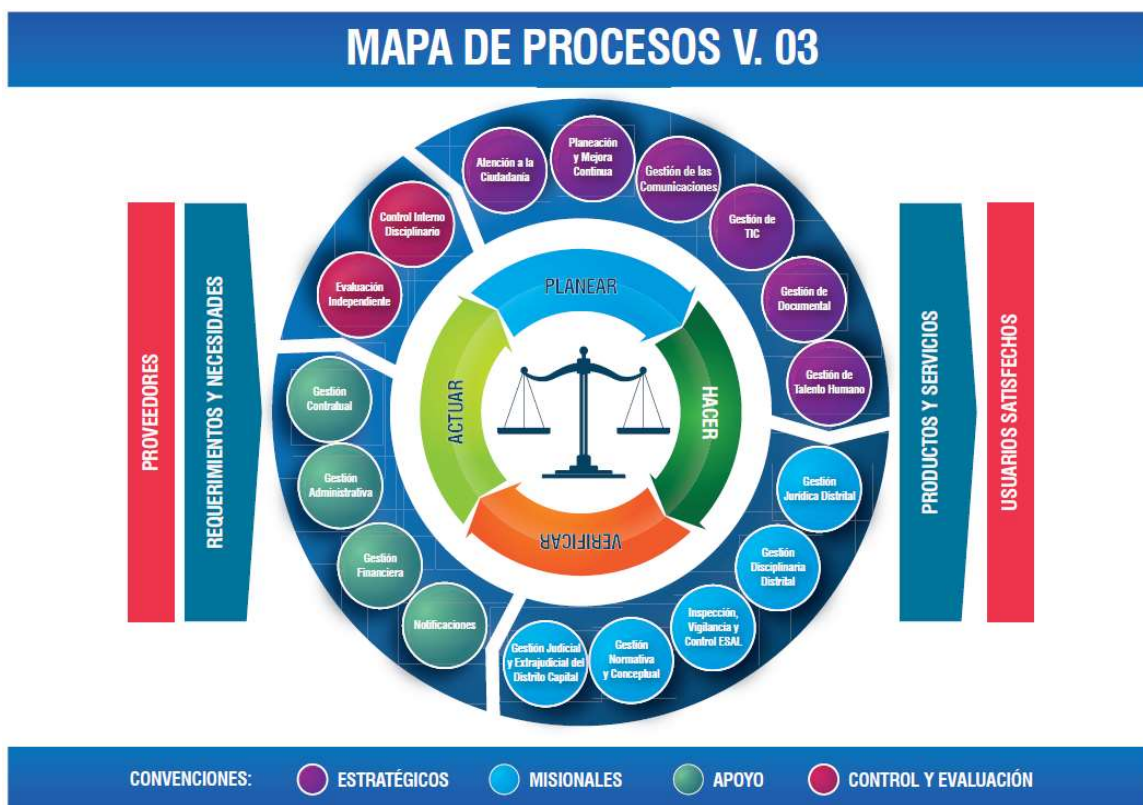 MAPA DE PROCESOS V. 03
Atención a la
Ciudadanía
Planeación
y Mejora
Continua
Gestión de las
Comunicaciones
Gestión de
TIC
Gestión de
Documental
Gestión de
Talento Humano
Control Interno
Disciplinario
Evaluación
Independiente
Gestión
Contratual
Gestión
Administrativa
Gestión
Financiera
Notificaciones
Gestión
Jurídica Distrital
Gestión
Disciplinaria
Distrital
Inspección,
Vigilancia y
Control ESAL
Gestión
Normativa
y Conceptual
Gestión Judicial
y Extrajudicial del
Distrito Capital
PLANEAR
HACER
VERIFICAR
ACTUAR
PROVEEDORES
REQUERIMIENTOS Y NECESIDADES
PRODUCTOS Y SERVICIOS
USUARIOS SATISFECHOS
CONVENCIONES:
ESTRATÉGICOS
MISIONALES
APOYO
CONTROL Y EVALUACIÓN